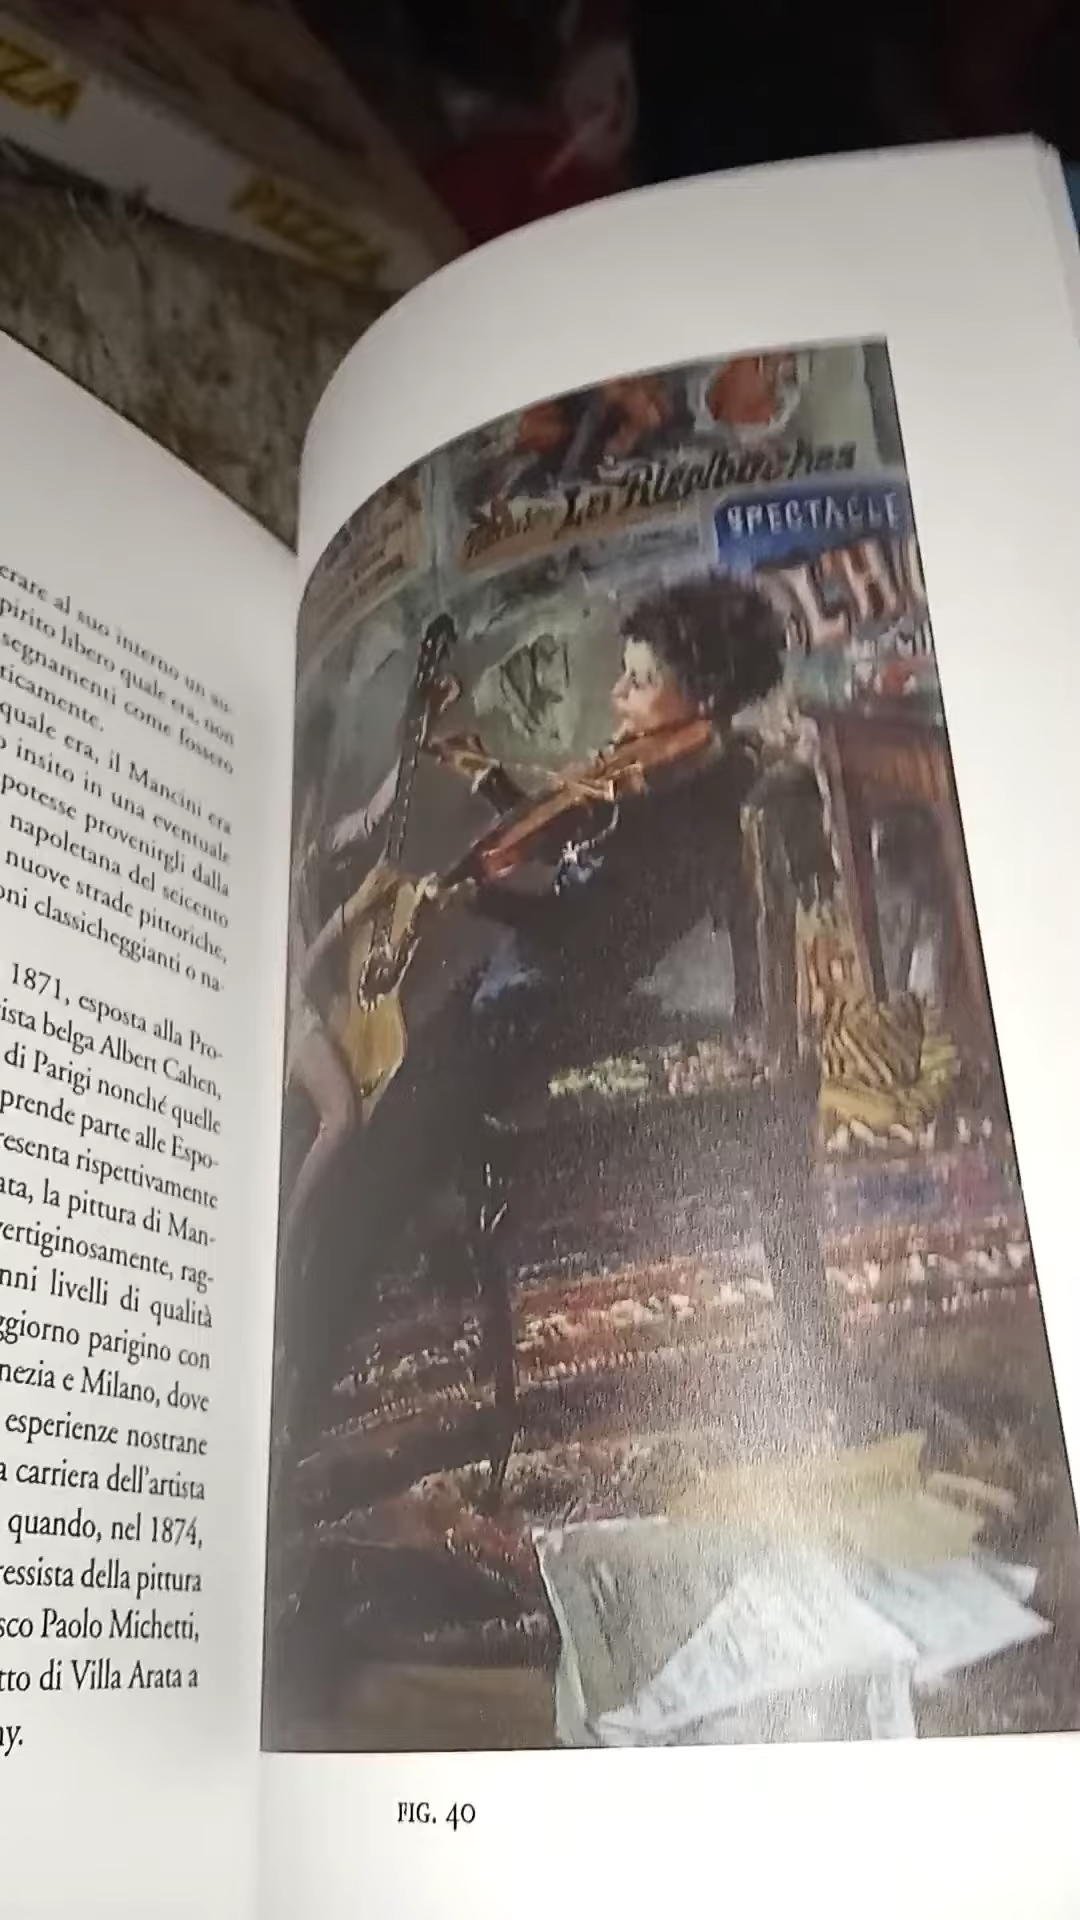 PIZZA
erare al suo interno un au-
pirito libero quale era, non
segnamenti come fossero
ticamente.
quale era, il Mancini era
o insito in una eventuale
potesse provenirgli dalla
napoletana del seicento
nuove strade pittoriche,
oni classicheggianti o na-
1871, esposta alla Pro-
ista belga Albert Cahen,
di Parigi nonché quelle
prende parte alle Espo-
resenta rispettivamente
ata, la pittura di Man-
vertiginosamente, rag-
nni livelli di qualità
ggiorno parigino con
nezia e Milano, dove
esperienze nostrane
a carriera dell'artista
quando, nel 1874,
ressista della pittura
sco Paolo Michetti,
tto di Villa Arata a
ny.
SPECTACLE
L'H
FIG. 40